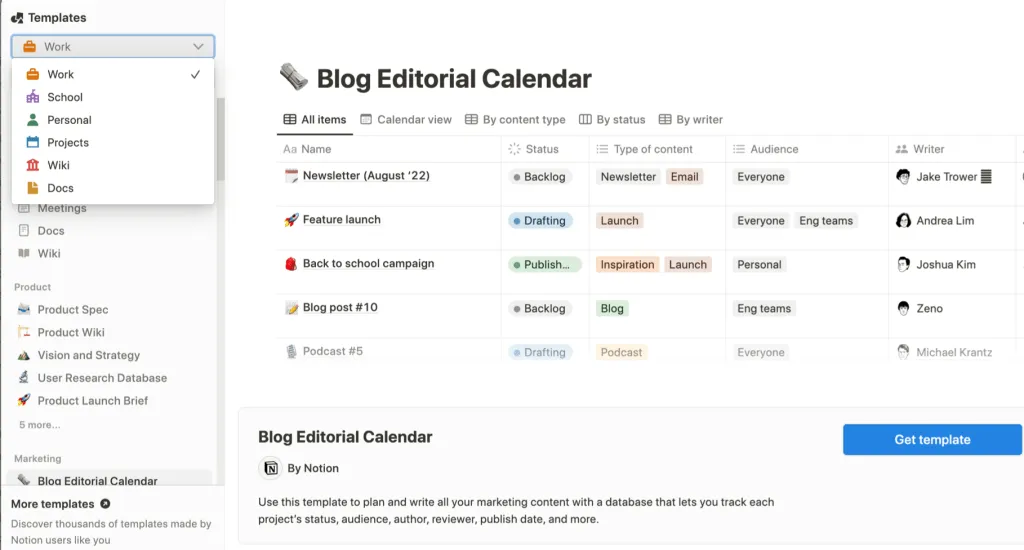 Templates
Work
Work
School
Personal
Projects
Wiki
Docs
Meetings
Docs
Wiki
Product
Product Spec
Product Wiki
Vision and Strategy
User Research Database
Product Launch Brief
5 more...
Marketing
Blog Editorial Calendar
More templates
Discover thousands of templates made by
Notion users like you
Blog Editorial Calendar
All items Calendar view By content type By status By writer
Aa Name Status Type of content Audience Writer
Newsletter (August ‘22) Backlog Newsletter Email Everyone Jake Trower
Feature launch Drafting Launch Everyone Eng teams Andrea Lim
Back to school campaign Publish... Inspiration Launch Personal Joshua Kim
Blog post #10 Backlog Blog Eng teams Zeno
Podcast #5 Drafting Podcast Everyone Michael Krantz
Blog Editorial Calendar
Get template
By Notion
Use this template to plan and write all your marketing content with a database that lets you track each
project’s status, audience, author, reviewer, publish date, and more.